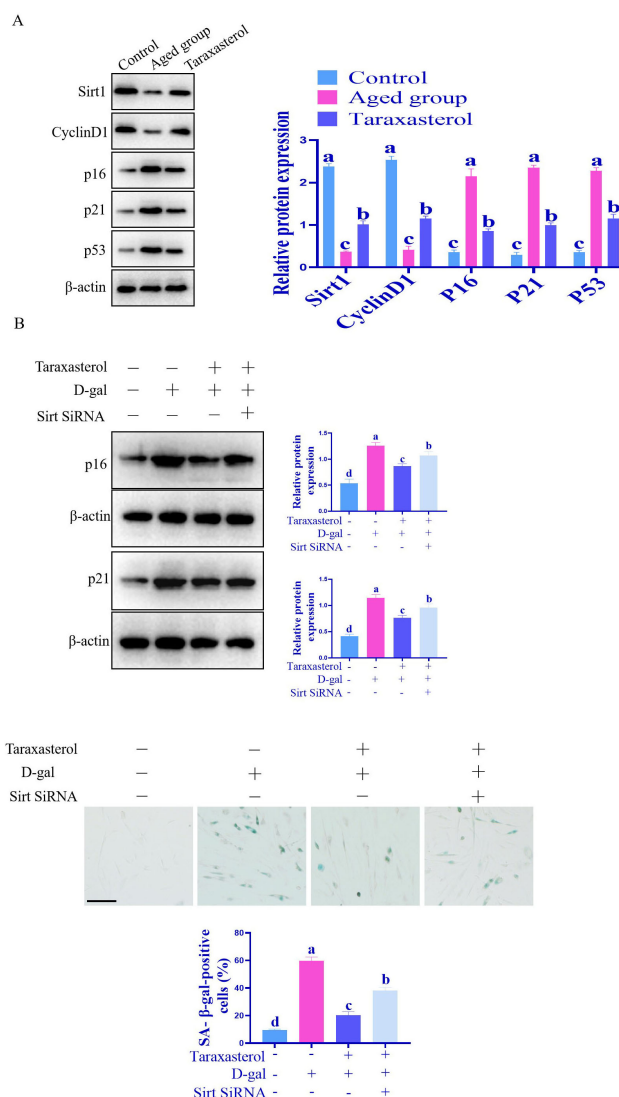 A
Control
Aged group
Taraxasterol
Sirt1
CyclinD1
p16
p21
p53
β-actin
Control
Aged group
Taraxasterol
Relative protein expression
3
2
1
0
a c b a c b c a b c a b c a b
Sirt1 CyclinD1 P16 P21 P53
B
Taraxasterol — — + +
D-gal — + + +
Sirt SiRNA — — — +
p16
β-actin
p21
β-actin
Relative protein
expression
1.5
1.0
0.5
0.0
d a c b
Taraxasterol - - + +
D-gal - + + +
Sirt SiRNA - - - +
Relative protein
expression
1.5
1.0
0.5
0.0
d a c b
Taraxasterol - - + +
D-gal - + + +
Sirt SiRNA - - - +
Taraxasterol — — + +
D-gal — + + +
Sirt SiRNA — — — +
SA- β-gal-positive
cells (%)
80
60
40
20
0
d a c b
Taraxasterol - - + +
D-gal - + + +
Sirt SiRNA - - - +